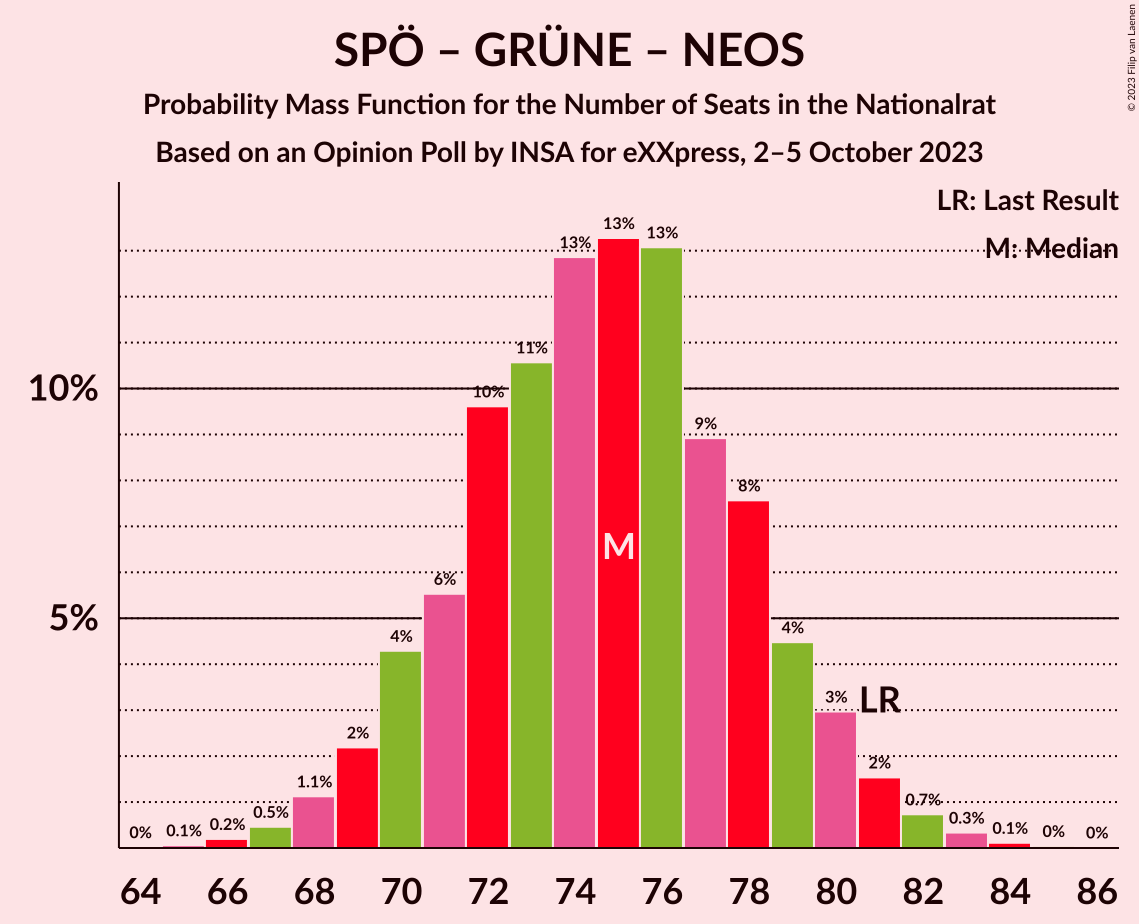 SPÖ – GRÜNE – NEOS
Probability Mass Function for the Number of Seats in the Nationalrat
Based on an Opinion Poll by INSA for eXXpress, 2–5 October 2023
© 2023 Filip van Laenen
LR: Last Result
M: Median
10%
5%
0%
0.1%
0.2%
0.5%
1.1%
2%
4%
6%
10%
11%
13%
13%
13%
9%
8%
4%
3%
2%
0.7%
0.3%
0.1%
0%
0%
M
LR
64 66 68 70 72 74 76 78 80 82 84 86